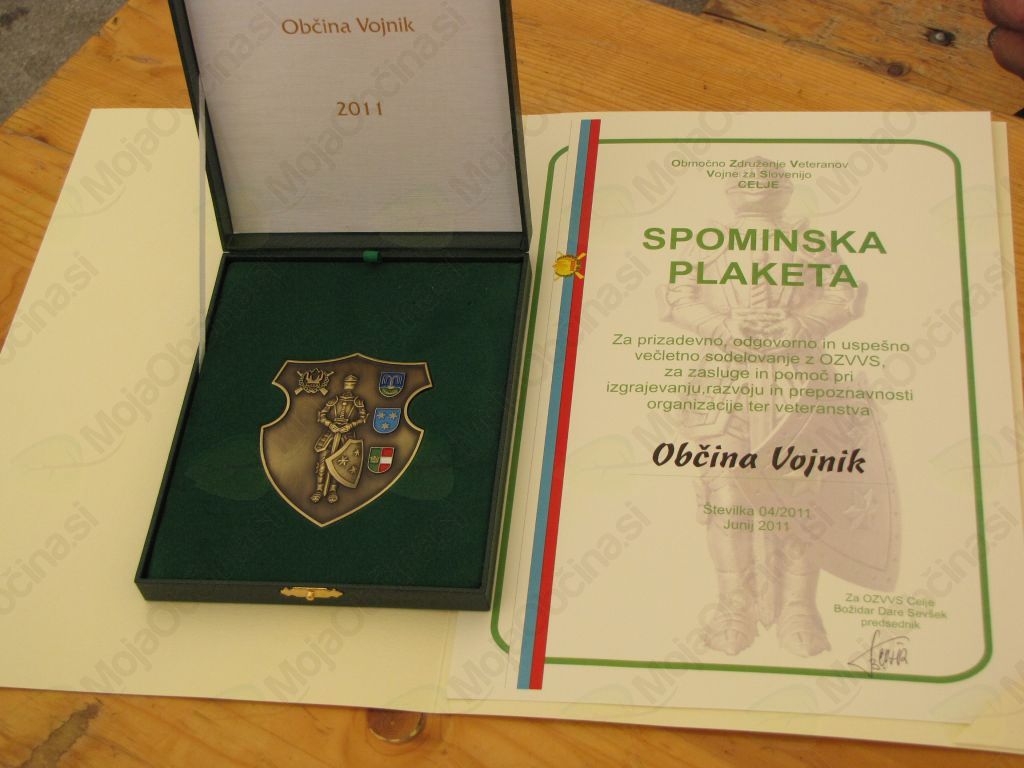 Občina Vojnik
2011
Območno Združenje Veteranov
Vojne za Slovenijo
CELJE
SPOMINSKA
PLAKETA
Za prizadevno, odgovorno in uspešno
večletno sodelovanje z OZVVS,
za zasluge in pomoč pri
izgrajevanju,razvoju in prepoznavnosti
organizacije ter veteranstva
Občina Vojnik
Številka 04/2011
Junij 2011
Za OZVVS Celje
Božidar Dare Sevšek
predsednik
MojaObčina.si